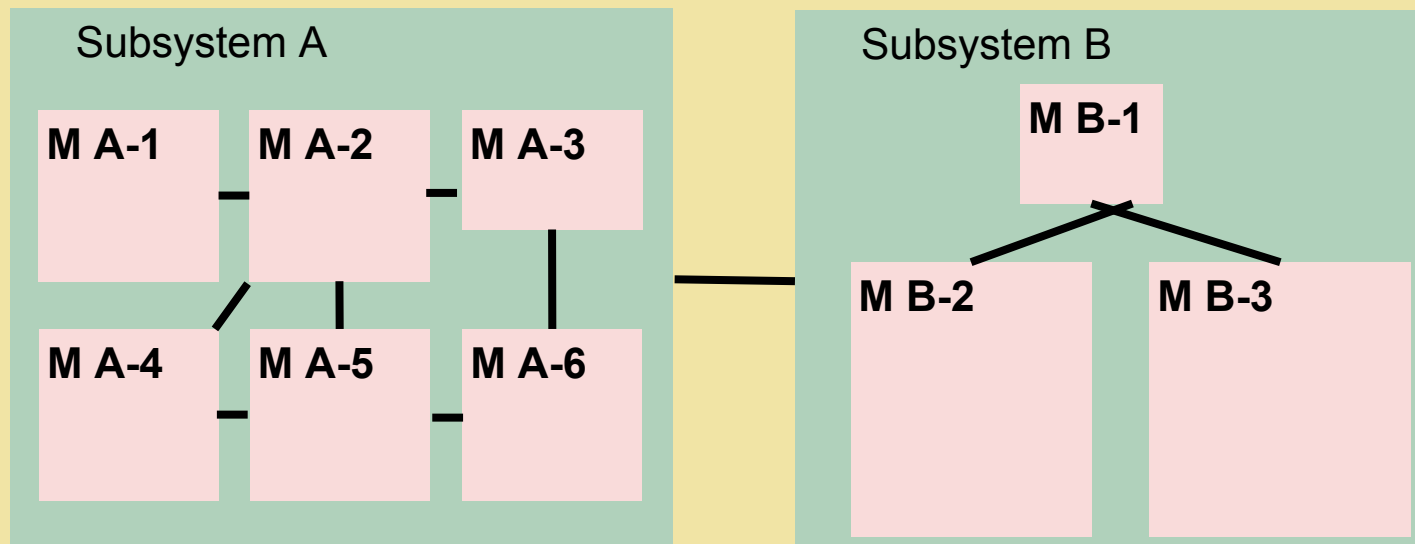 Subsystem A
M A-1
M A-2
M A-3
M A-4
M A-5
M A-6
Subsystem B
M B-1
M B-2
M B-3